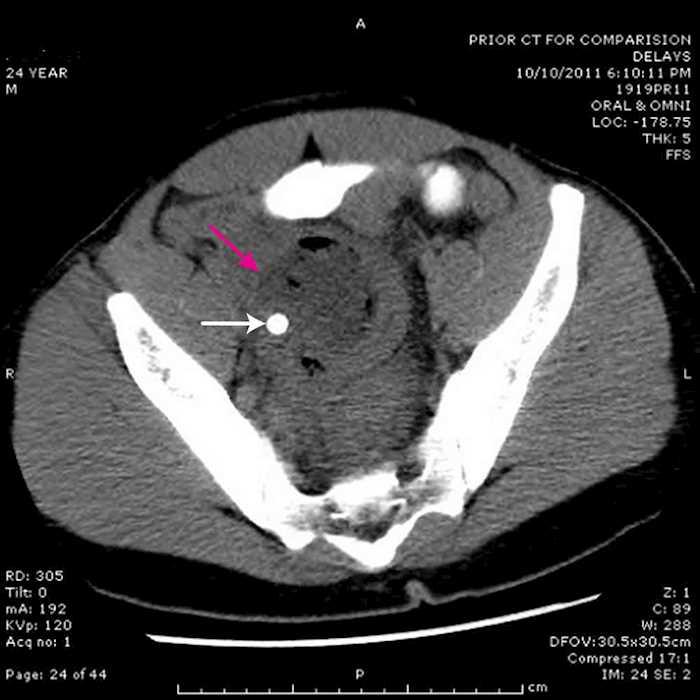 A
PRIOR CT FOR COMPARISION
DELAYS
24 YEAR
10/10/2011 6:10:11 PM
M
1919PR11
ORAL & OMNI
LOC: -178.75
THK: 5
FFS
R
L
RD: 305
Tilt: 0
mA: 192
KVp: 120
Acq no: 1
Page: 24 of 44
Z: 1
C: 89
W: 288
DFOV:30.5x30.5cm
Compressed 17:1
IM: 24 SE: 2
P
cm